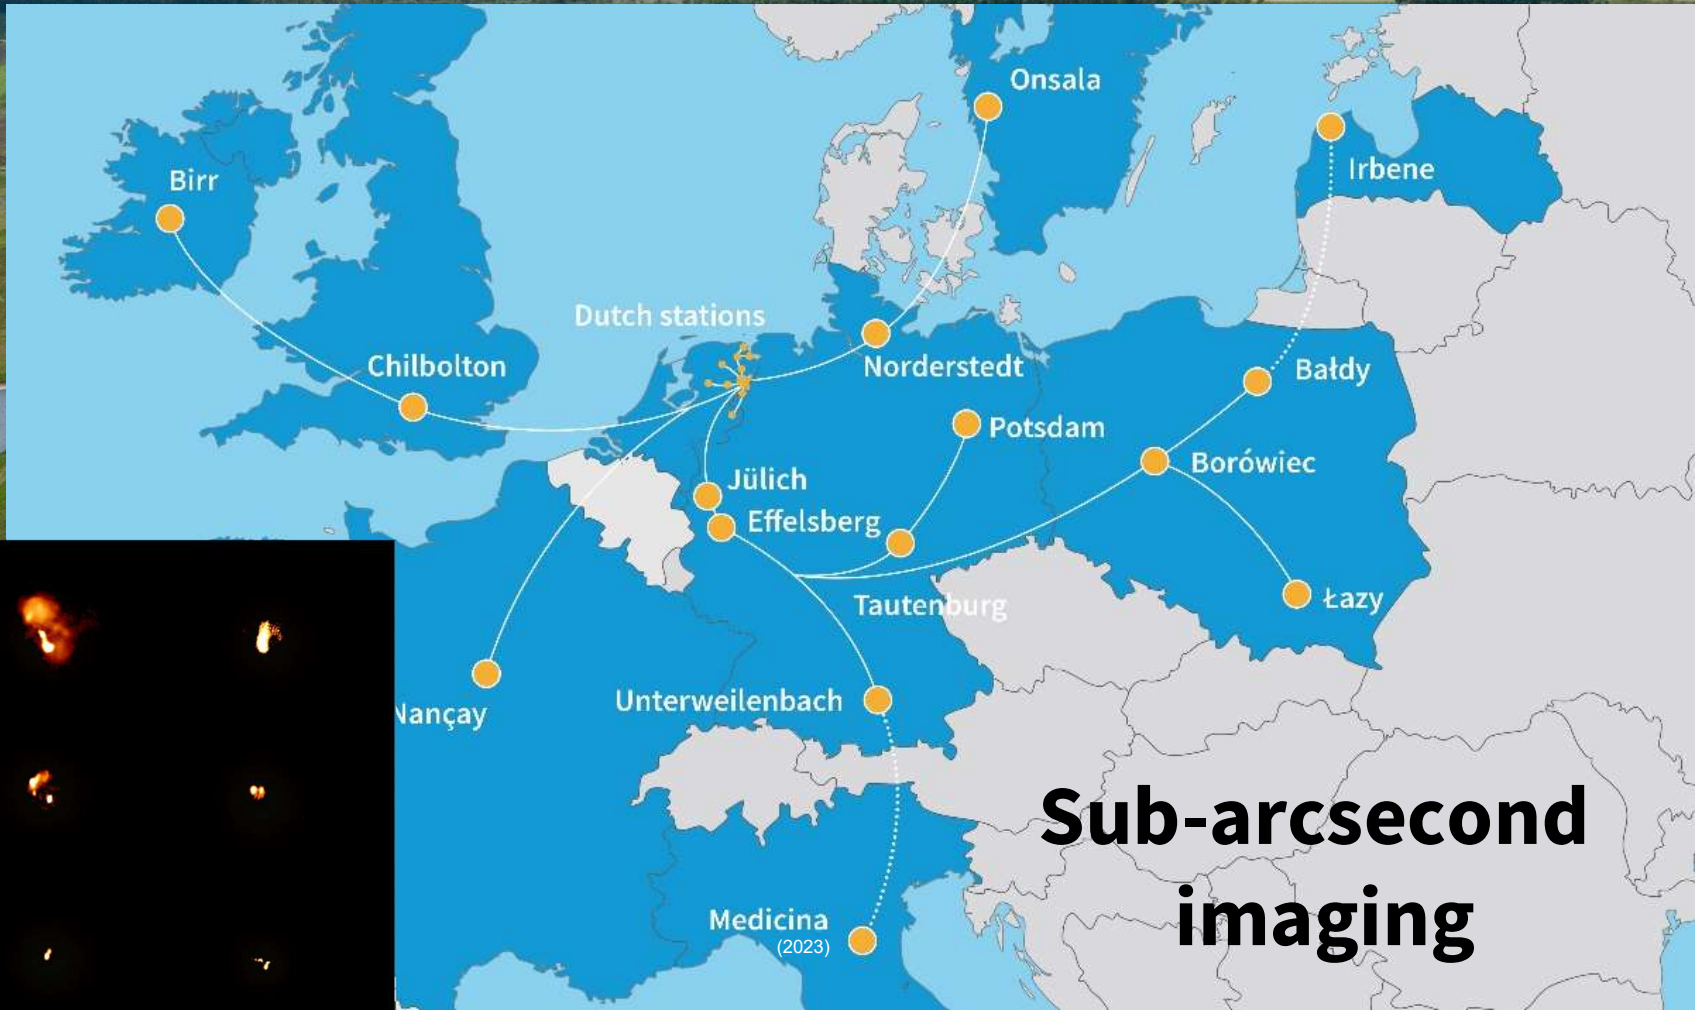 Onsala
Irbene
Birr
Dutch stations
Chilbolton
Norderstedt
Bałdy
Potsdam
Borówiec
Jülich
Effelsberg
Łazy
Tautenburg
Nançay
Unterweilenbach
Sub-arcsecond
imaging
Medicina
(2023)